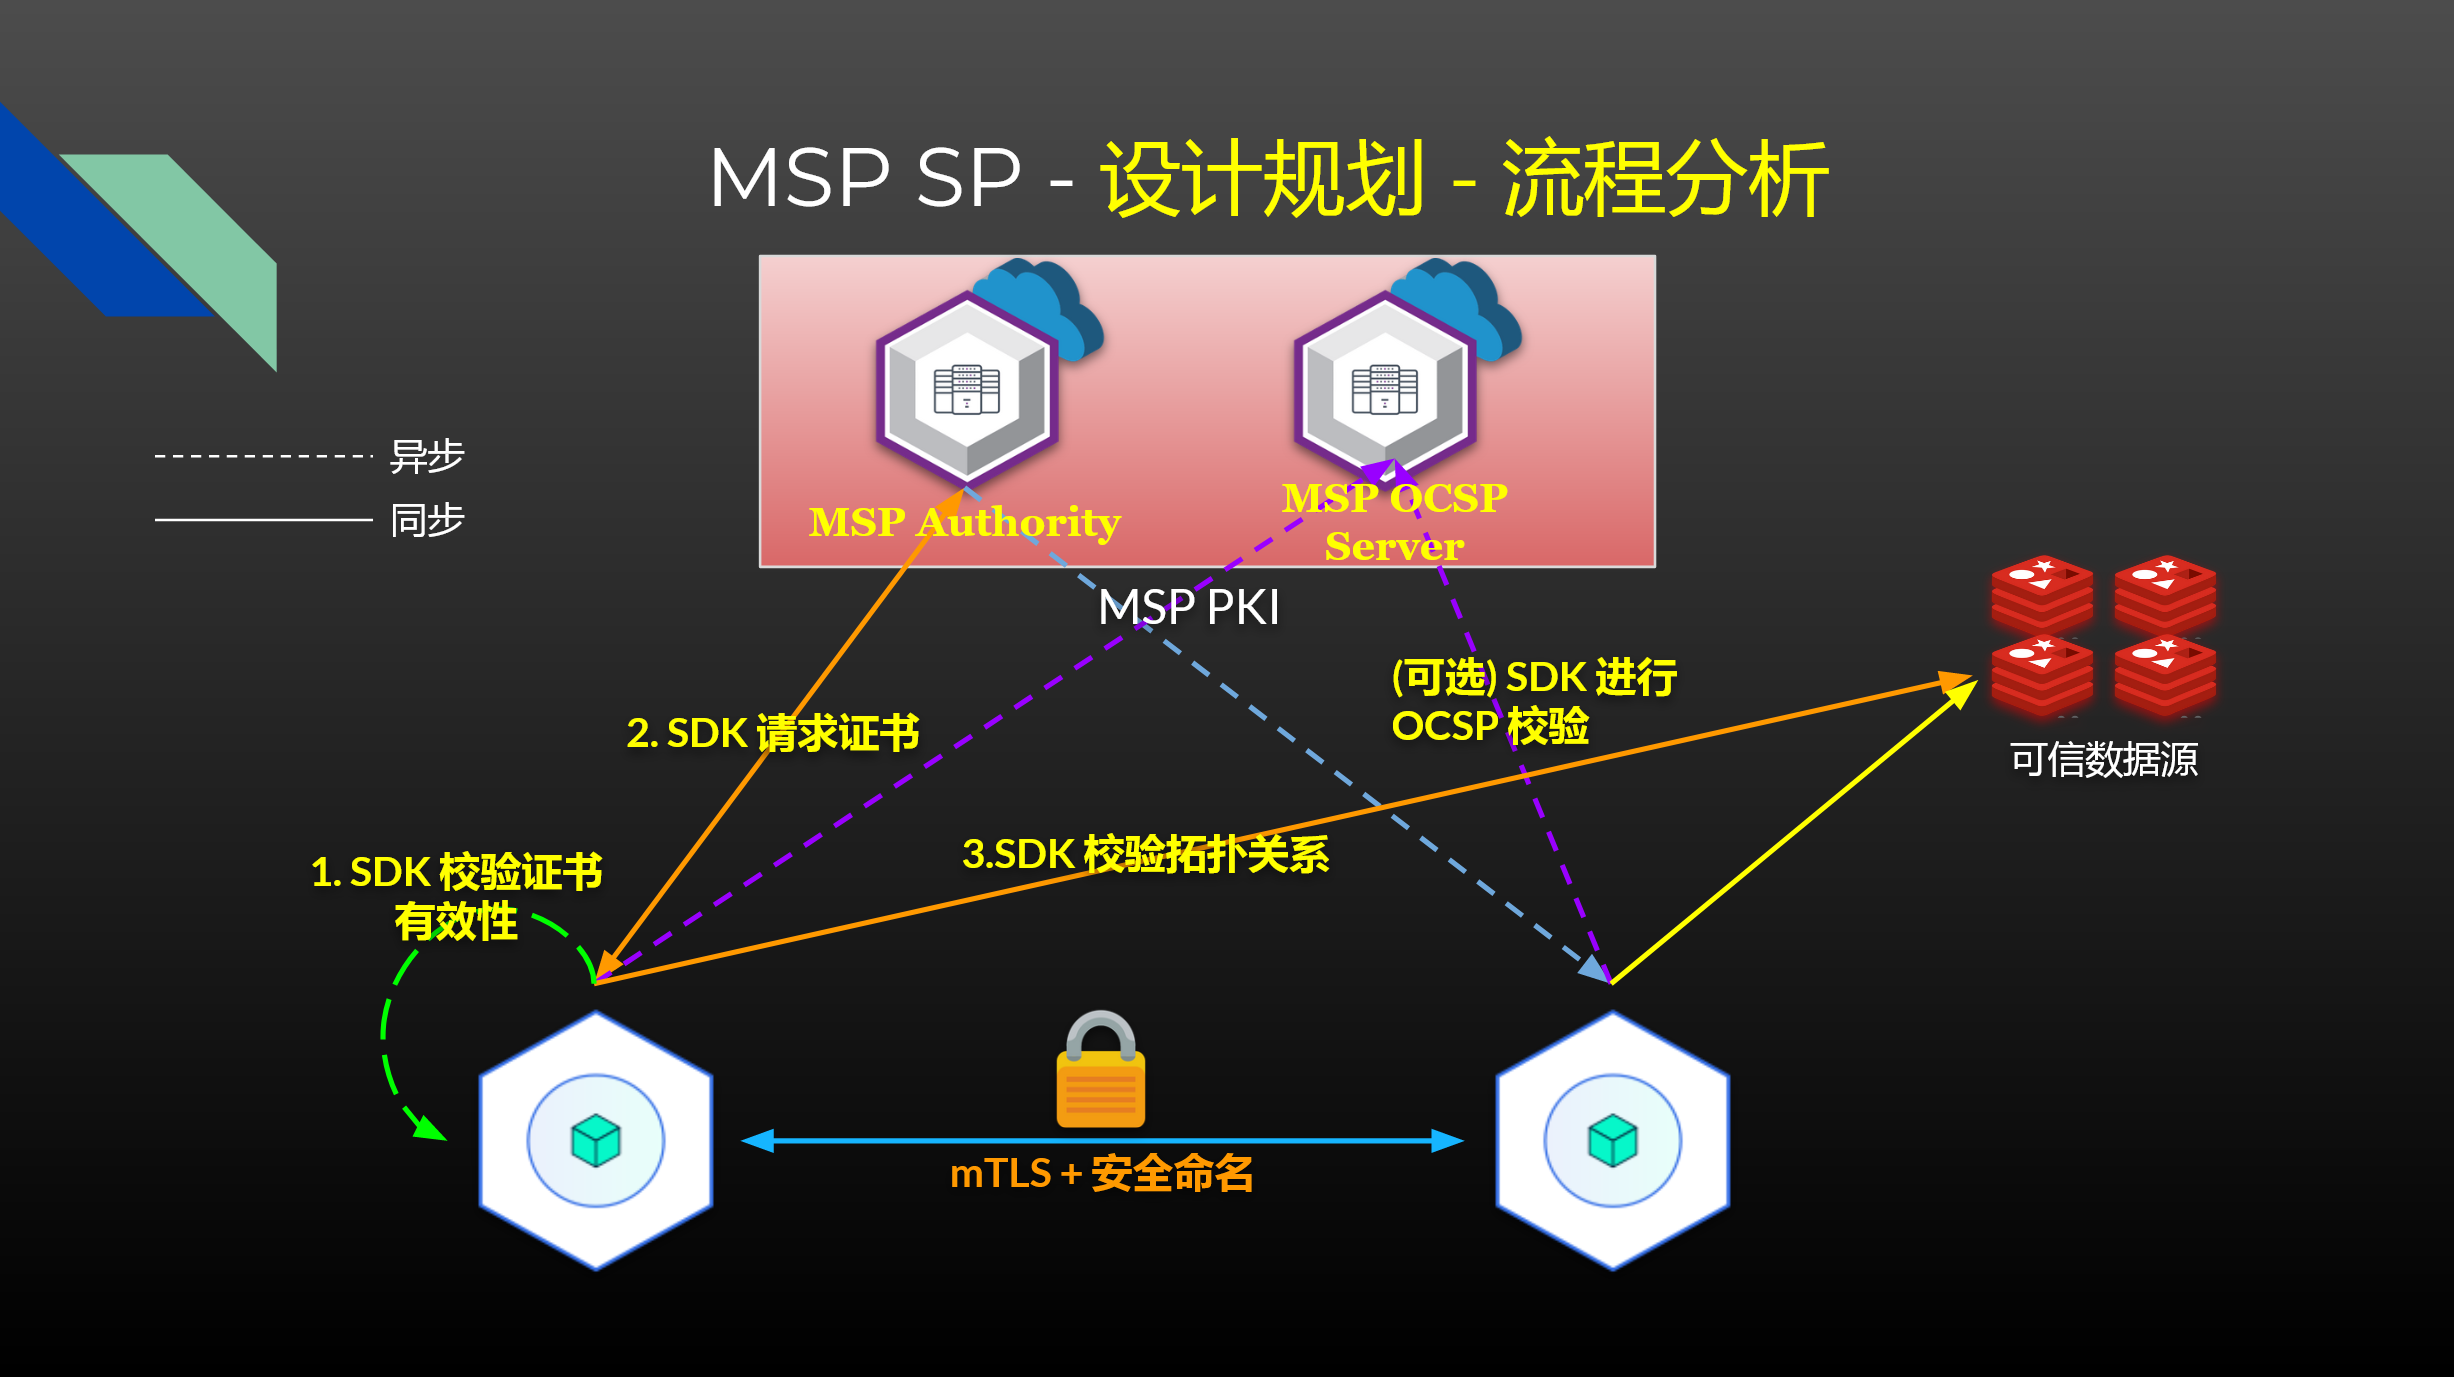 MSP SP - 设计规划 - 流程分析
异步
同步
MSP Authority
MSP OCSP
Server
MSP PKI
(可选) SDK 进行
OCSP 校验
2. SDK 请求证书
可信数据源
3.SDK 校验拓扑关系
1. SDK 校验证书
有效性
mTLS + 安全命名